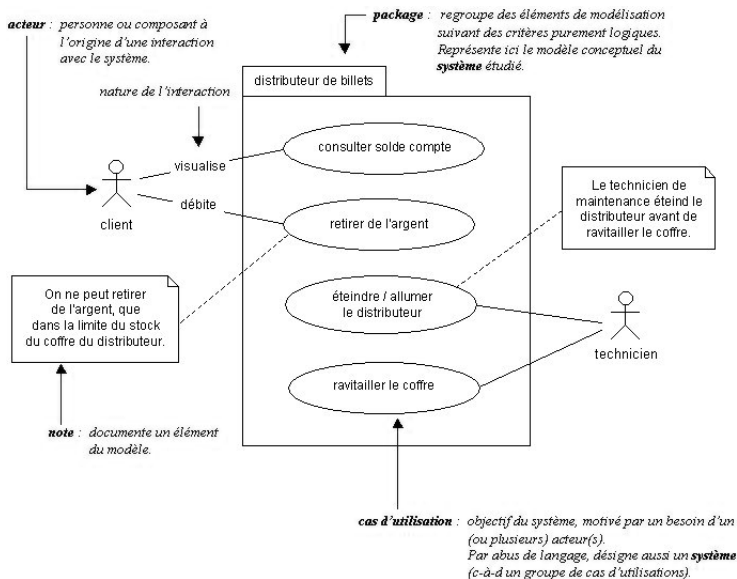 acteur : personne ou composant à
l'origine d'une interaction
avec le système.
package : regroupe des éléments de modélisation
suivant des critères purement logiques.
Représente ici le modèle conceptuel du
système étudié.
nature de l'interaction
distributeur de billets
visualise
consulter solde compte
client
débite
retirer de l'argent
Le technicien de
maintenance éteind le
distributeur avant de
ravitailler le coffre.
On ne peut retirer
de l'argent, que
dans la limite du stock
du coffre du distributeur.
éteindre / allumer
le distributeur
technicien
ravitailler le coffre
note : documente un élément
du modèle.
cas d'utilisation : objectif du système, motivé par un besoin d'un
(ou plusieurs) acteur(s).
Par abus de langage, désigne aussi un système
(c-à-d un groupe de cas d'utilisations).